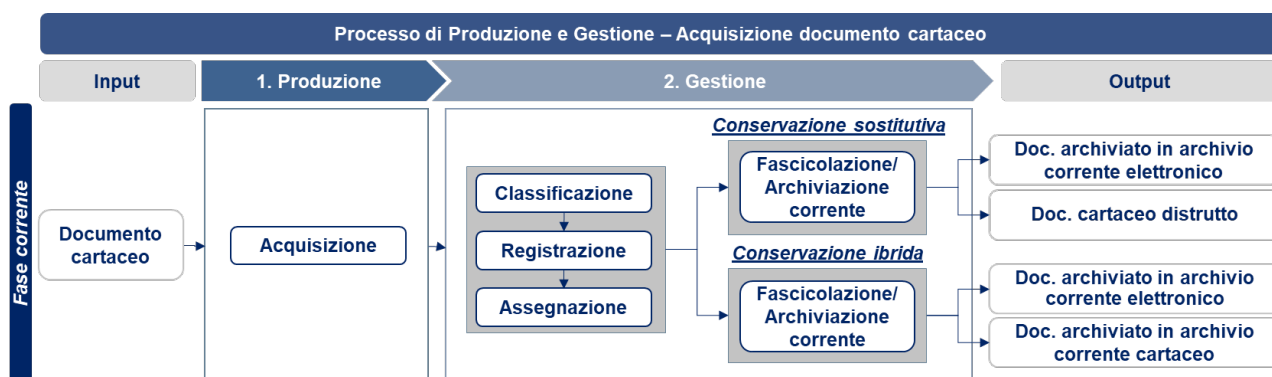 Processo di Produzione e Gestione – Acquisizione documento cartaceo
Input
1. Produzione
2. Gestione
Output
Fase corrente
Documento
cartaceo
Acquisizione
Classificazione
Registrazione
Assegnazione
Conservazione sostitutiva
Fascicolazione/
Archiviazione
corrente
Conservazione ibrida
Fascicolazione/
Archiviazione
corrente
Doc. archiviato in archivio
corrente elettronico
Doc. cartaceo distrutto
Doc. archiviato in archivio
corrente elettronico
Doc. archiviato in archivio
corrente cartaceo